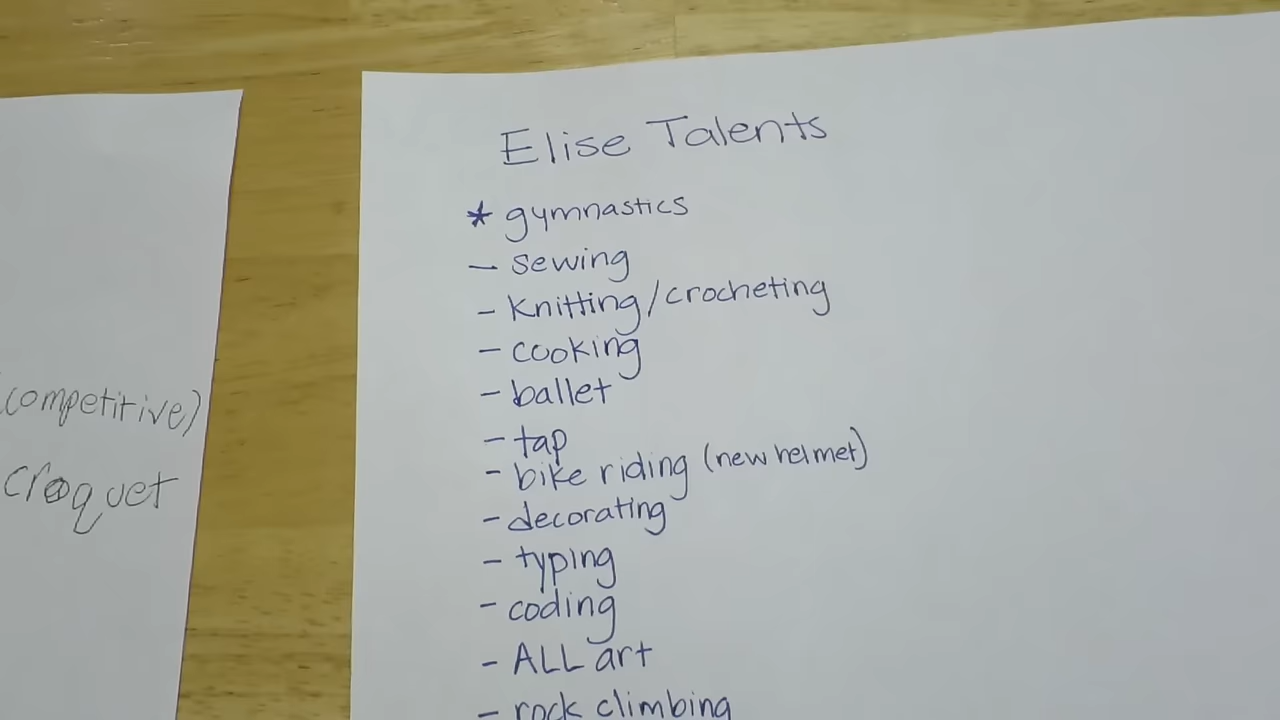 (competitive)
croquet
Elise Talents
* gymnastics
- sewing
- Knitting/crocheting
- cooking
- ballet
- tap
- bike riding (new helmet)
- decorating
- typing
- coding
- ALL art
- rock climbing